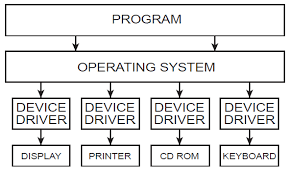 PROGRAM
OPERATING SYSTEM
DEVICE DRIVER
DEVICE DRIVER
DEVICE DRIVER
DEVICE DRIVER
DISPLAY
PRINTER
CD ROM
KEYBOARD